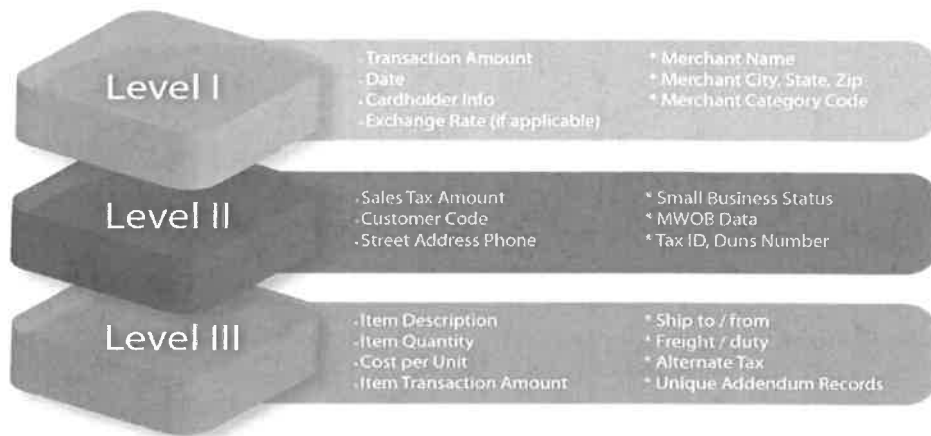 Level I
.Transaction Amount
.Date
.Cardholder Info
.Exchange Rate (if applicable)
* Merchant Name
* Merchant City, State, Zip
* Merchant Category Code
Level II
.Sales Tax Amount
.Customer Code
.Street Address Phone
* Small Business Status
* MWOB Data
* Tax ID, Duns Number
Level III
.Item Description
.Item Quantity
.Cost per Unit
.Item Transaction Amount
* Ship to / from
* Freight / duty
* Alternate Tax
* Unique Addendum Records